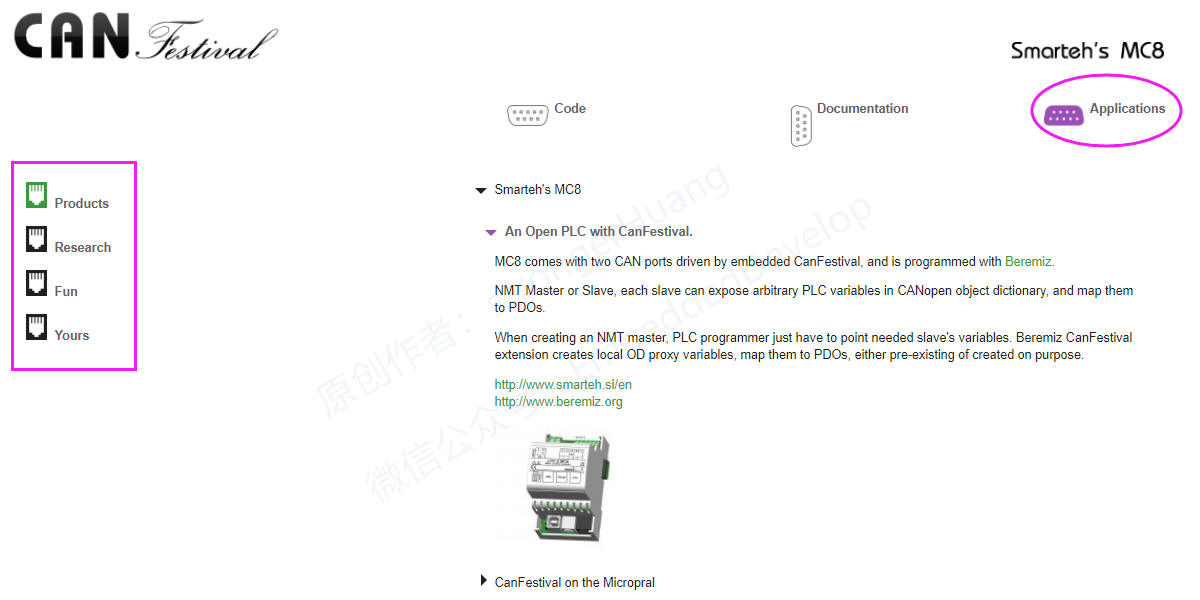 CAN Festival
Smarteh's MC8
Code
Documentation
Applications
Products
Research
Fun
Yours
Smarteh's MC8
An Open PLC with CanFestival.
MC8 comes with two CAN ports driven by embedded CanFestival, and is programmed with Beremiz.
NMT Master or Slave, each slave can expose arbitrary PLC variables in CANopen object dictionary, and map them
to PDOs.
When creating an NMT master, PLC programmer just have to point needed slave's variables. Beremiz CanFestival
extension creates local OD proxy variables, map them to PDOs, either pre-existing of created on purpose.
http://www.smarteh.si/en
http://www.beremiz.org
CanFestival on the Micropral
原创作者：strongerHuang
微信公众号：EmbeddedDevelop